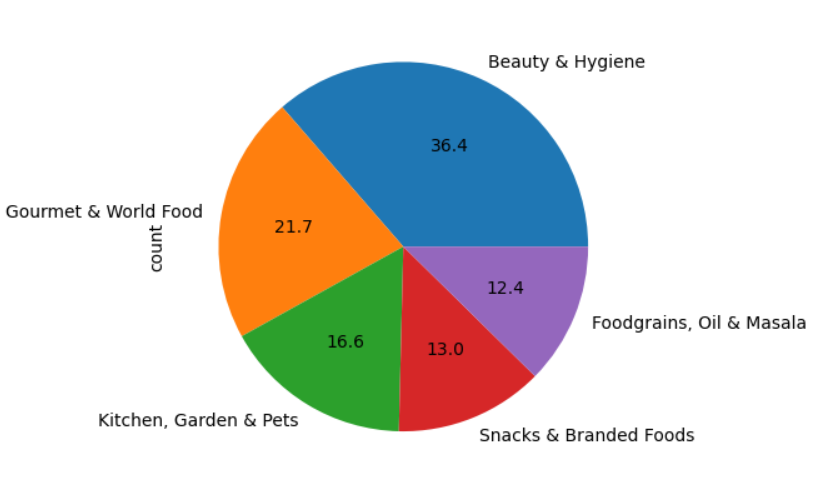 Beauty & Hygiene
36.4
Gourmet & World Food
21.7
count
12.4
Foodgrains, Oil & Masala
16.6
13.0
Kitchen, Garden & Pets
Snacks & Branded Foods